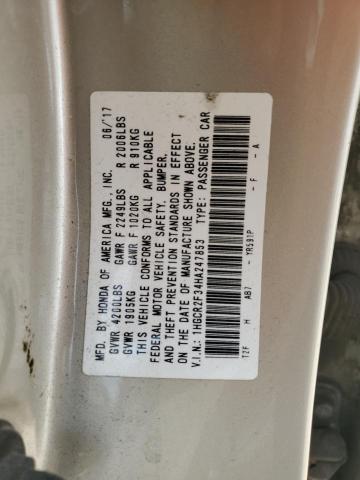 MFD. BY HONDA OF AMERICA MFG., INC. 06/'17
GVWR 4200LBS GAWR F 2249LBS R 2006LBS
GVWR 1905KG GAWR F 1020KG R 910KG
THIS VEHICLE CONFORMS TO ALL APPLICABLE
FEDERAL MOTOR VEHICLE SAFETY, BUMPER,
AND THEFT PREVENTION STANDARDS IN EFFECT
ON THE DATE OF MANUFACTURE SHOWN ABOVE.
V.I.N.: 1HGCR2F54HA247853 TYPE: PASSENGER CAR
T2F H AB7 - YR591P - F - A